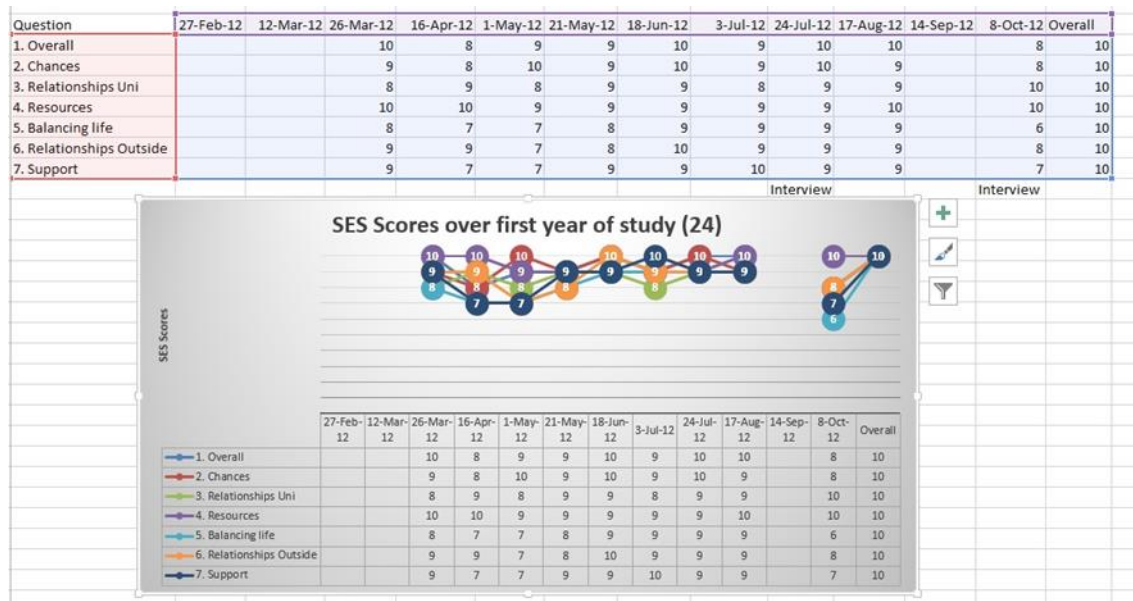 Question 27-Feb-12 12-Mar-12 26-Mar-12 16-Apr-12 1-May-12 21-May-12 18-Jun-12 3-Jul-12 24-Jul-12 17-Aug-12 14-Sep-12 8-Oct-12 Overall
1. Overall 10 8 9 9 10 9 10 10 8 10
2. Chances 9 8 10 9 10 9 10 9 8 10
3. Relationships Uni 8 9 8 9 9 8 9 9 10 10
4. Resources 10 10 9 9 9 9 9 10 10 10
5. Balancing life 8 7 7 8 9 9 9 9 6 10
6. Relationships Outside 9 9 7 8 10 9 9 9 8 10
7. Support 9 7 7 9 9 10 9 9 7 10
Interview Interview
SES Scores over first year of study (24)
10 10 10 10 10 10 10 10 10
9 9 9 9 9 9 9 9
8 8 8 8 8 8
7 7 7
6
SES Scores
27-Feb- 12-Mar- 26-Mar- 16-Apr- 1-May- 21-May- 18-Jun- 3-Jul-12 24-Jul- 17-Aug- 14-Sep- 8-Oct- Overall
12 12 12 12 12 12 12 12 12 12 12
1. Overall 10 8 9 9 10 9 10 10 8 10
2. Chances 9 8 10 9 10 9 10 9 8 10
3. Relationships Uni 8 9 8 9 9 8 9 9 10 10
4. Resources 10 10 9 9 9 9 9 10 10 10
5. Balancing life 8 7 7 8 9 9 9 9 6 10
6. Relationships Outside 9 9 7 8 10 9 9 9 8 10
7. Support 9 7 7 9 9 10 9 9 7 10